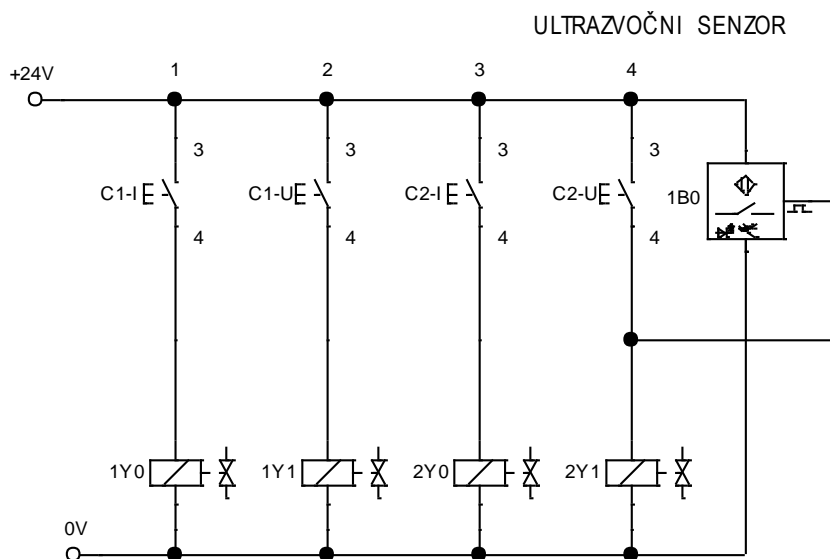 ULTRAZVOČNI SENZOR
1 2 3 4
+24V
3 3 3 3
C1-I C1-U C2-I C2-U 1B0
4 4 4 4
1Y0 1Y1 2Y0 2Y1
0V